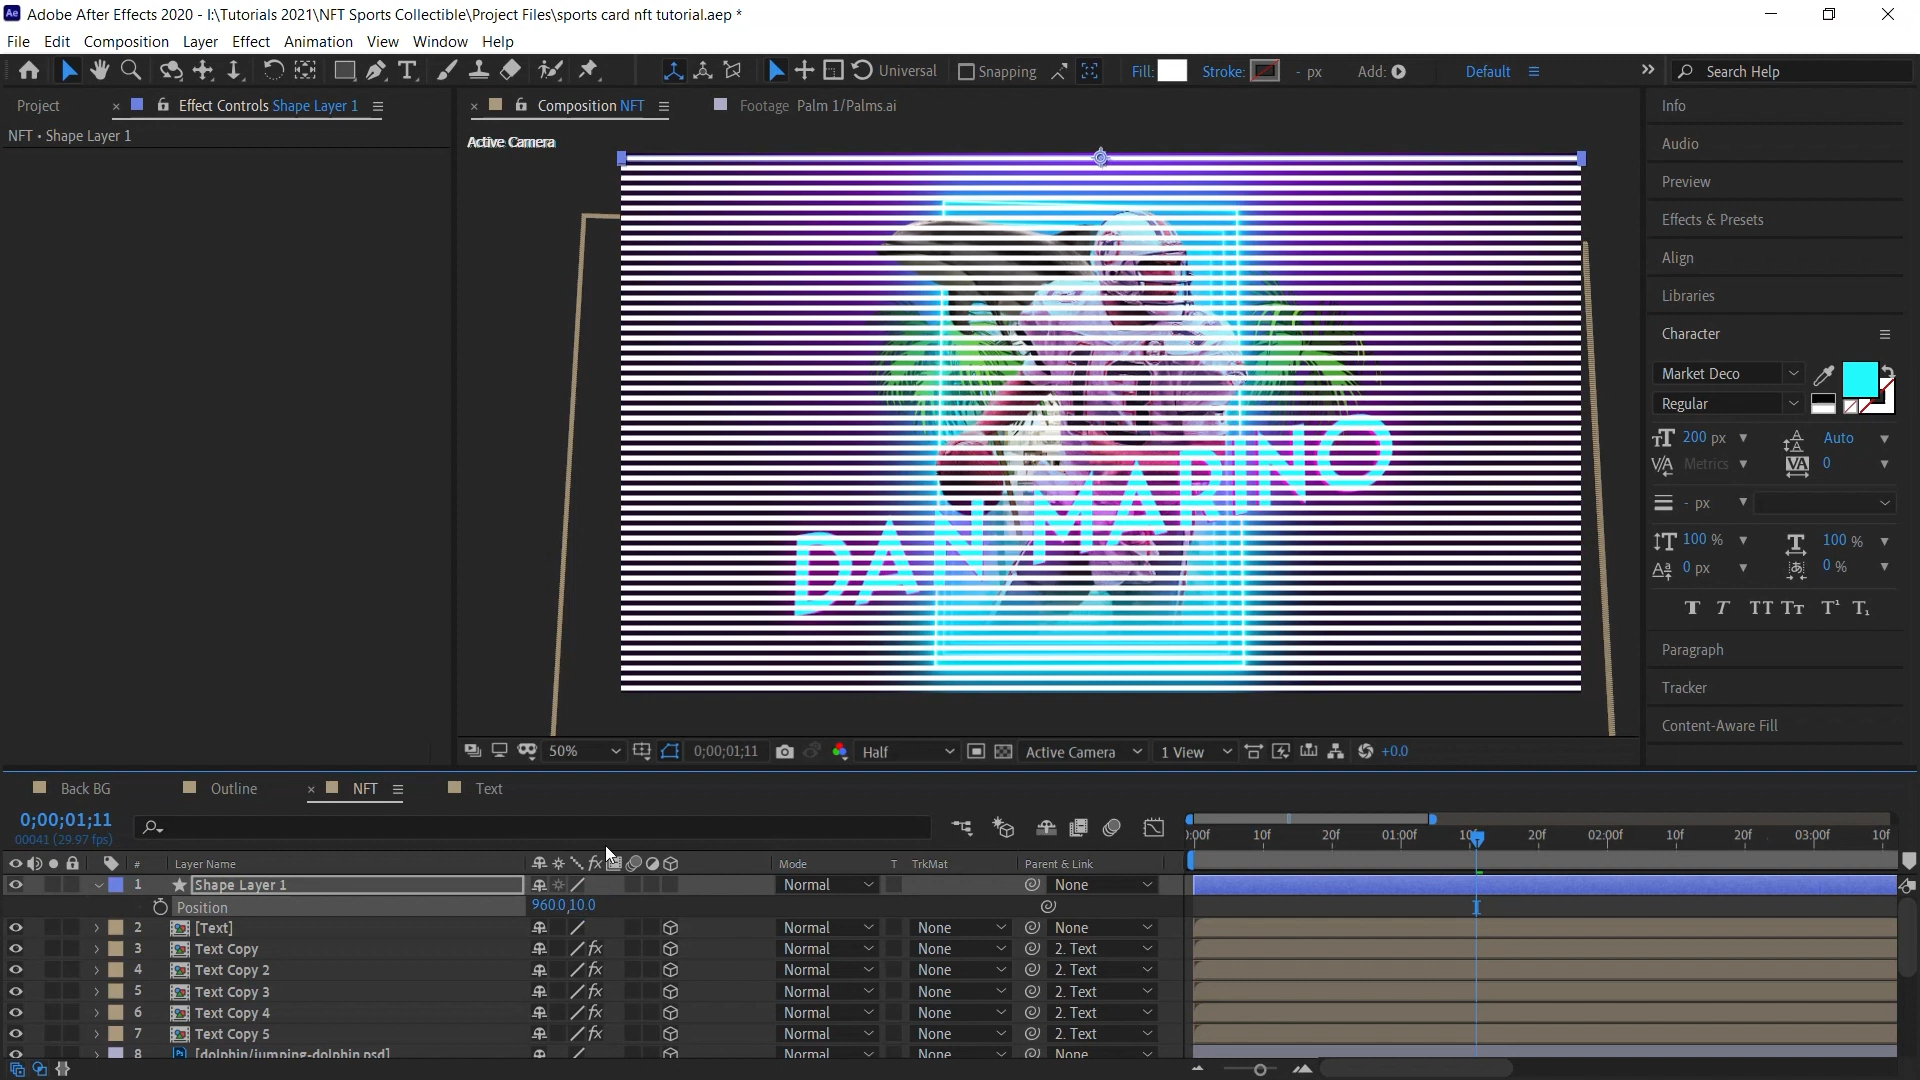 Adobe After Effects 2020 - I:\Tutorials 2021\NFT Sports Collectible\Project Files\sports card nft tutorial.aep *
File Edit Composition Layer Effect Animation View Window Help
Universal Snapping Fill: Stroke: - px Add: Default Search Help
Project Effect Controls Shape Layer 1 Composition NFT Footage Palm 1/Palms.ai Info
NFT • Shape Layer 1
Active Camera
Audio
Preview
Effects & Presets
Align
Libraries
Character
Market Deco
Regular
200 px Auto
Metrics 0
- px
100 % 100 %
0 px 0 %
Paragraph
Tracker
Content-Aware Fill
DAN MARINO
50% 0;00;01;11 Half Active Camera 1 View +0.0
Back BG Outline NFT Text
0;00;01;11
00041 (29.97 fps)
):00f 10f 20f 01:00f 10f 20f 02:00f 10f 20f 03:00f 10f
# Layer Name Mode T TrkMat Parent & Link
1 Shape Layer 1 Normal None
Position 960.0,10.0
2 [Text] Normal None None
3 Text Copy Normal None 2. Text
4 Text Copy 2 Normal None 2. Text
5 Text Copy 3 Normal None 2. Text
6 Text Copy 4 Normal None 2. Text
7 Text Copy 5 Normal None 2. Text
8 [dolphin/jumping-dolphin.psd] Normal None None